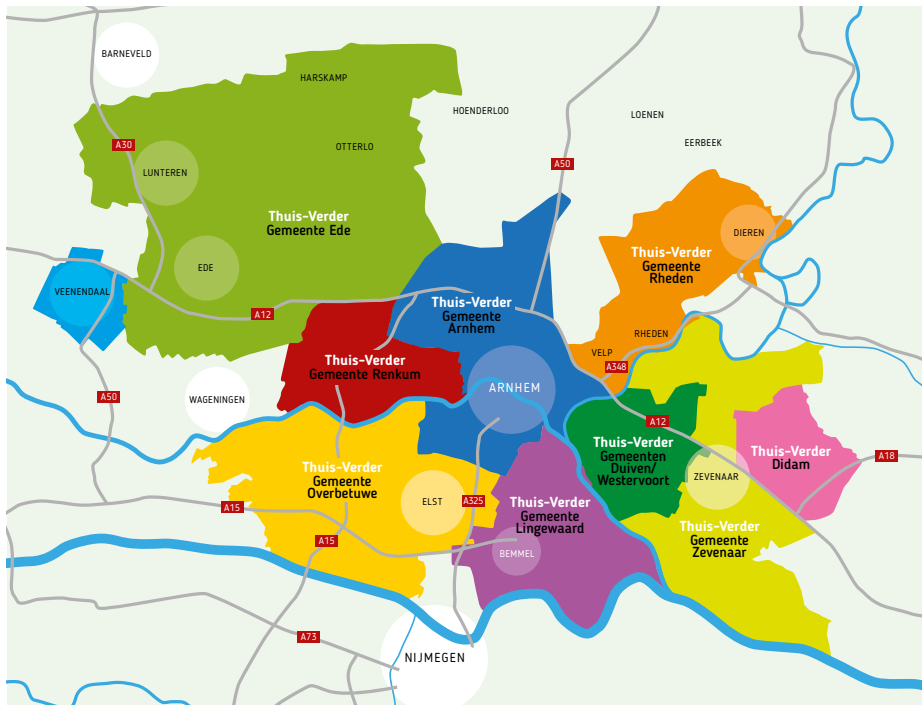 BARNEVELD
HARSKAMP
HOENDERLOO
LOENEN
EERBEEK
A30
OTTERLO
A50
LUNTEREN
Thuis-Verder
Gemeente Ede
DIEREN
Thuis-Verder
Gemeente
Rheden
EDE
VEENENDAAL
A12
Thuis-Verder
Gemeente
Arnhem
RHEDEN
VELP
A348
Thuis-Verder
Gemeente Renkum
ARNHEM
A50
WAGENINGEN
A12
Thuis-Verder
Gemeenten
Duiven/
Westervoort
Thuis-Verder
Didam
A18
ZEVENAAR
Thuis-Verder
Gemeente
Overbetuwe
ELST
A325
A15
Thuis-Verder
Gemeente
Lingewaard
Thuis-Verder
Gemeente
Zevenaar
A15
BEMMEL
A73
NIJMEGEN